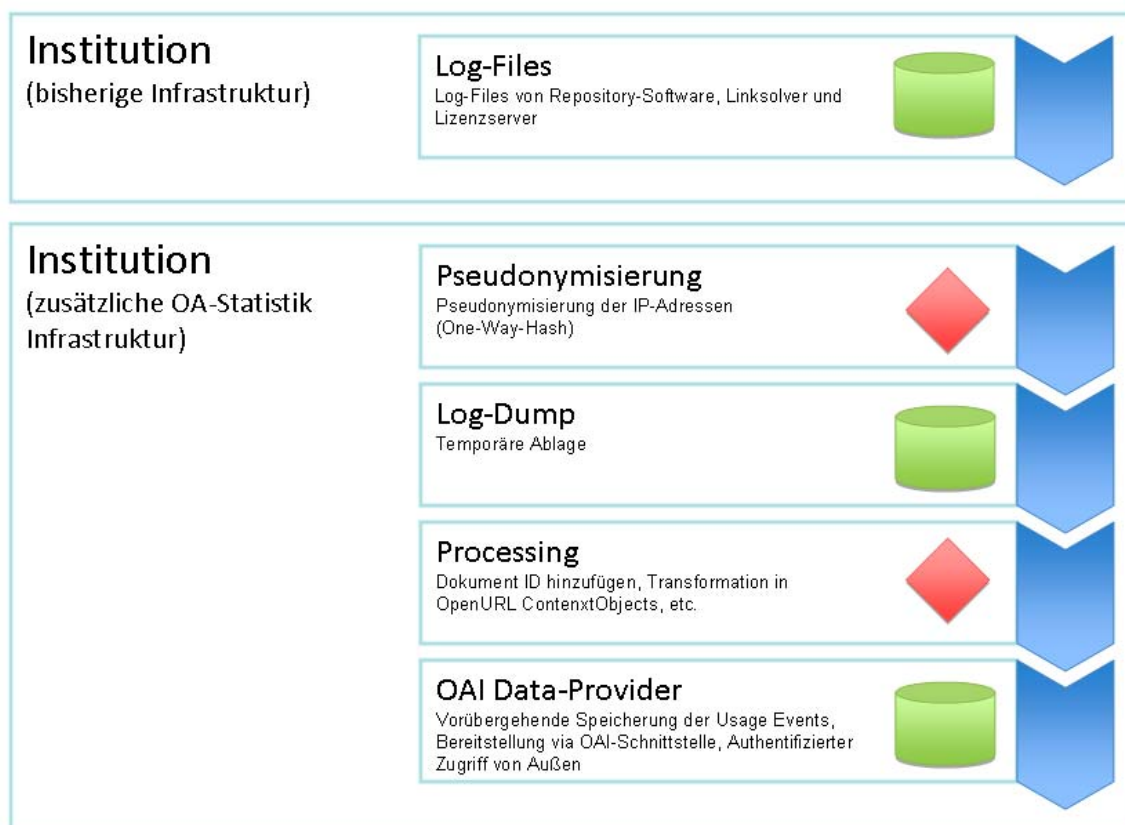 Institution
(bisherige Infrastruktur)
Log-Files
Log-Files von Repository-Software, Linksolver und
Lizenzserver
Institution
(zusätzliche OA-Statistik
Infrastruktur)
Pseudonymisierung
Pseudonymisierung der IP-Adressen
(One-Way-Hash)
Log-Dump
Temporäre Ablage
Processing
Dokument ID hinzufügen, Transformation in
OpenURL ContenxtObjects, etc.
OAI Data-Provider
Vorübergehende Speicherung der Usage Events,
Bereitstellung via OAI-Schnittstelle, Authentifizierter
Zugriff von Außen